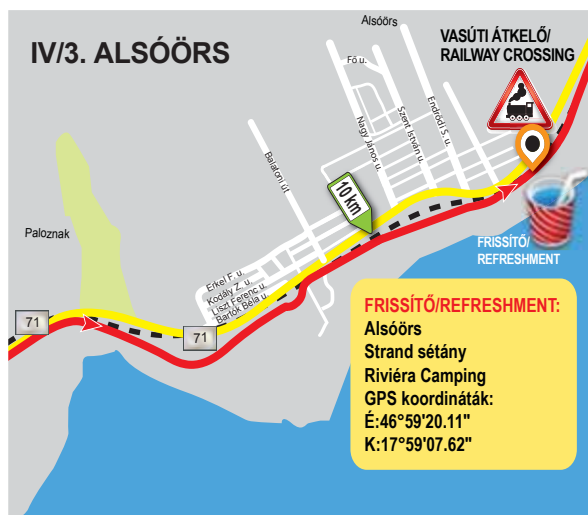 IV/3. ALSÓÖRS
Alsóörs
VASÚTI ÁTKELŐ/
RAILWAY CROSSING
Fő u.
Nagy János u.
Szent István u.
Endrődi S. u.
Balatoni út
10 km
Paloznak
FRISSÍTŐ/
REFRESHMENT
Erkel F. u.
Kodály Z. u.
Liszt Ferenc u.
Bartók Béla u.
71
71
FRISSÍTŐ/REFRESHMENT:
Alsóörs
Strand sétány
Riviéra Camping
GPS koordináták:
É:46°59'20.11"
K:17°59'07.62"